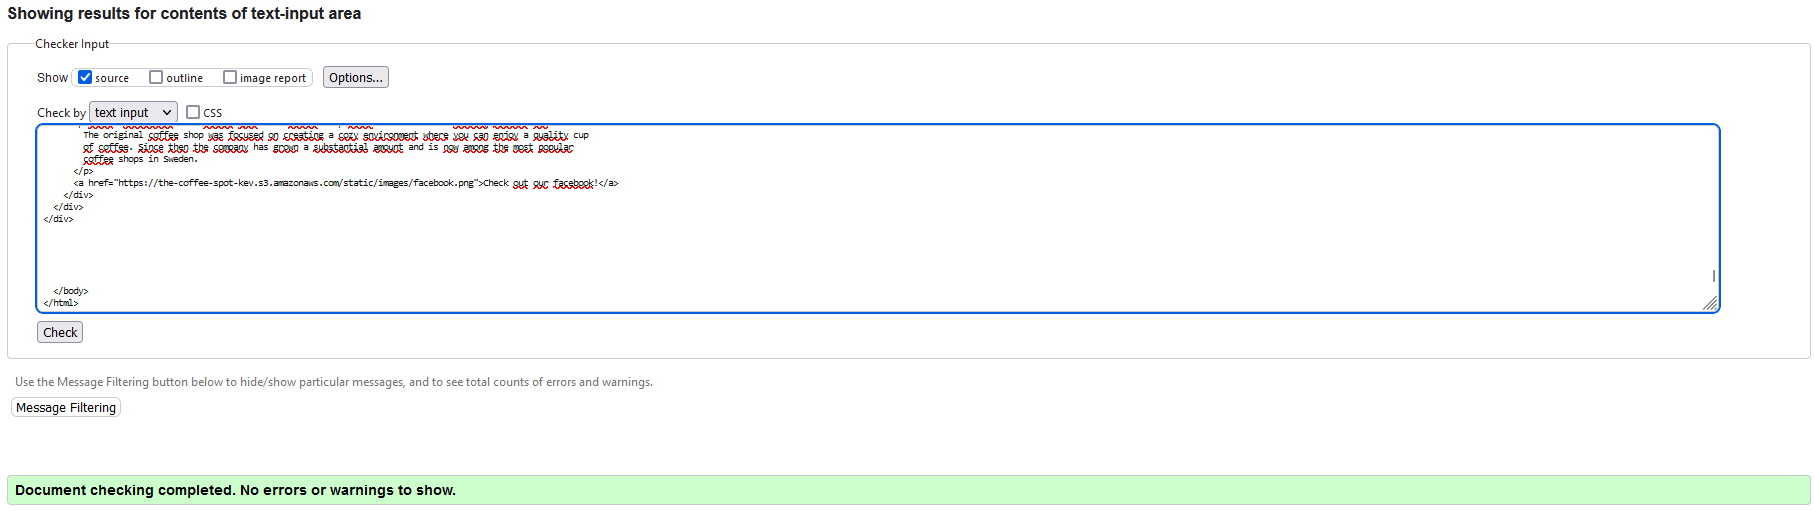 Showing results for contents of text-input area
Checker Input
Show source outline image report Options...
Check by text input CSS
The original coffee shop was focused on creating a cozy environment where you can enjoy a quality cup
of coffee. Since then the company has grown a substantial amount and is now among the most popular
coffee shops in Sweden.
</p>
<a href="https://the-coffee-spot-kev.s3.amazonaws.com/static/images/facebook.png">Check out our facebook!</a>
</div>
</div>
</div>
</body>
</html>
Check
Use the Message Filtering button below to hide/show particular messages, and to see total counts of errors and warnings.
Message Filtering
Document checking completed. No errors or warnings to show.